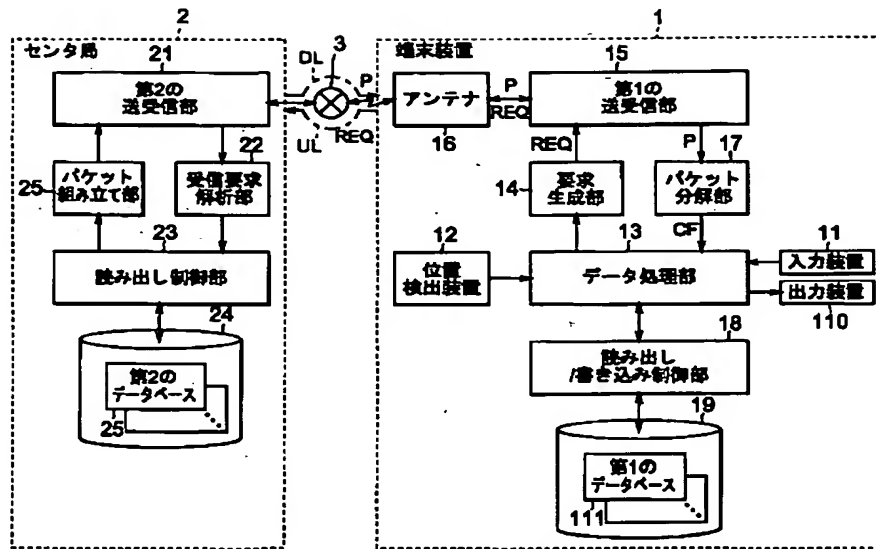 2
センタ局
21
第2の
送受信部
25
パケット
組み立て部
22
受信要求
解析部
23
読み出し制御部
24
第2の
データベース
25
DL
3
P
UL
REQ
1
端末装置
アンテナ
16
P
REQ
15
第1の
送受信部
REQ
P
14
要求
生成部
17
パケット
分解部
CF
12
位置
検出装置
13
データ処理部
11
入力装置
出力装置
110
18
読み出し
/書き込み制御部
19
第1の
データベース
111